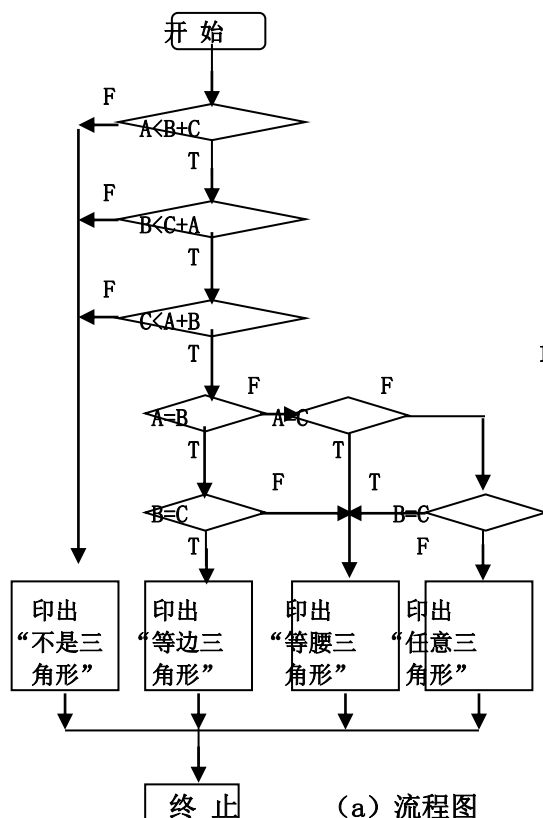 开 始
F
A<B+C
T
F
B<C+A
T
F
C<A+B
T
F F
A=B A=C
T T
F T
B=C B=C
T F
印出 印出 印出 印出
“不是三 “等边三 “等腰三 “任意三
角形” 角形” 角形” 角形”
终 止 (a) 流程图